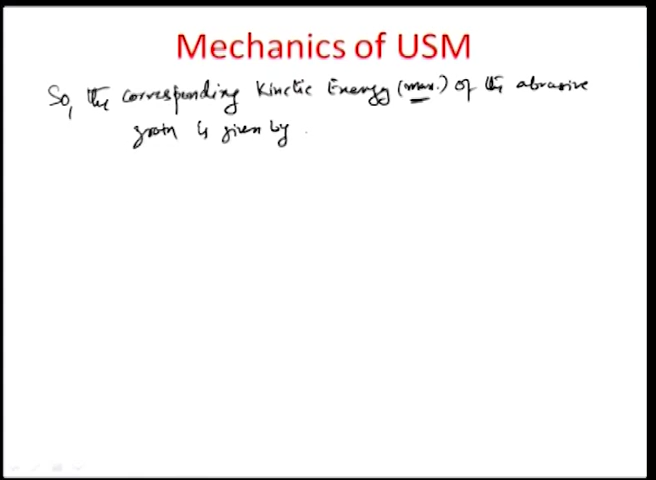 Mechanics of USM
So, the corresponding Kinetic Energy (max.) of the abrasive
grain is given by